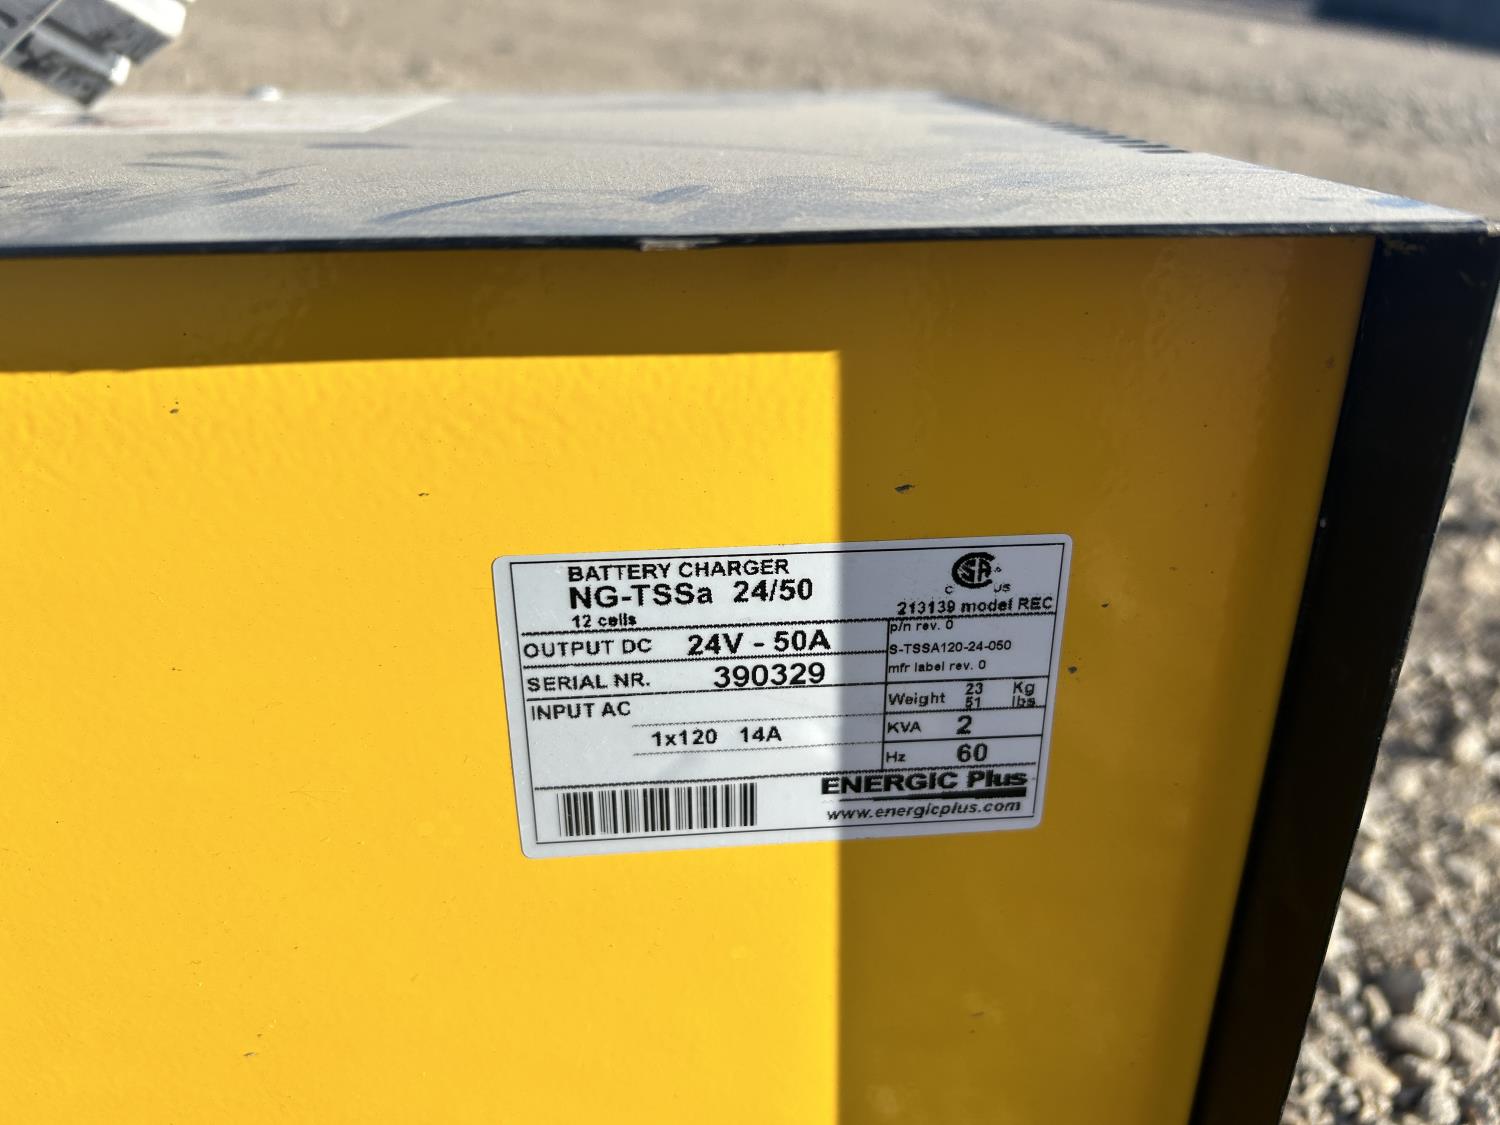 BATTERY CHARGER
NG-TSSa 24/50
12 cells
CSA
C US
213139 model REC
OUTPUT DC 24V - 50A
p/n rev. 0
S-TSSA120-24-050
mfr label rev. 0
SERIAL NR. 390329
Weight 23 Kg
51 lbs
INPUT AC
1x120 14A
KVA 2
Hz 60
ENERGIC Plus
www.energicplus.com